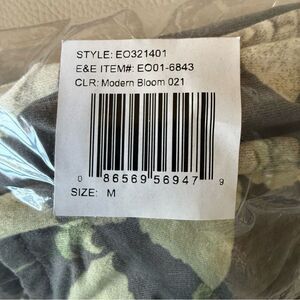 STYLE: EO321401
E&E ITEM#: EO01-6843
CLR: Modern Bloom 021
0 86569 56947 9
SIZE: M